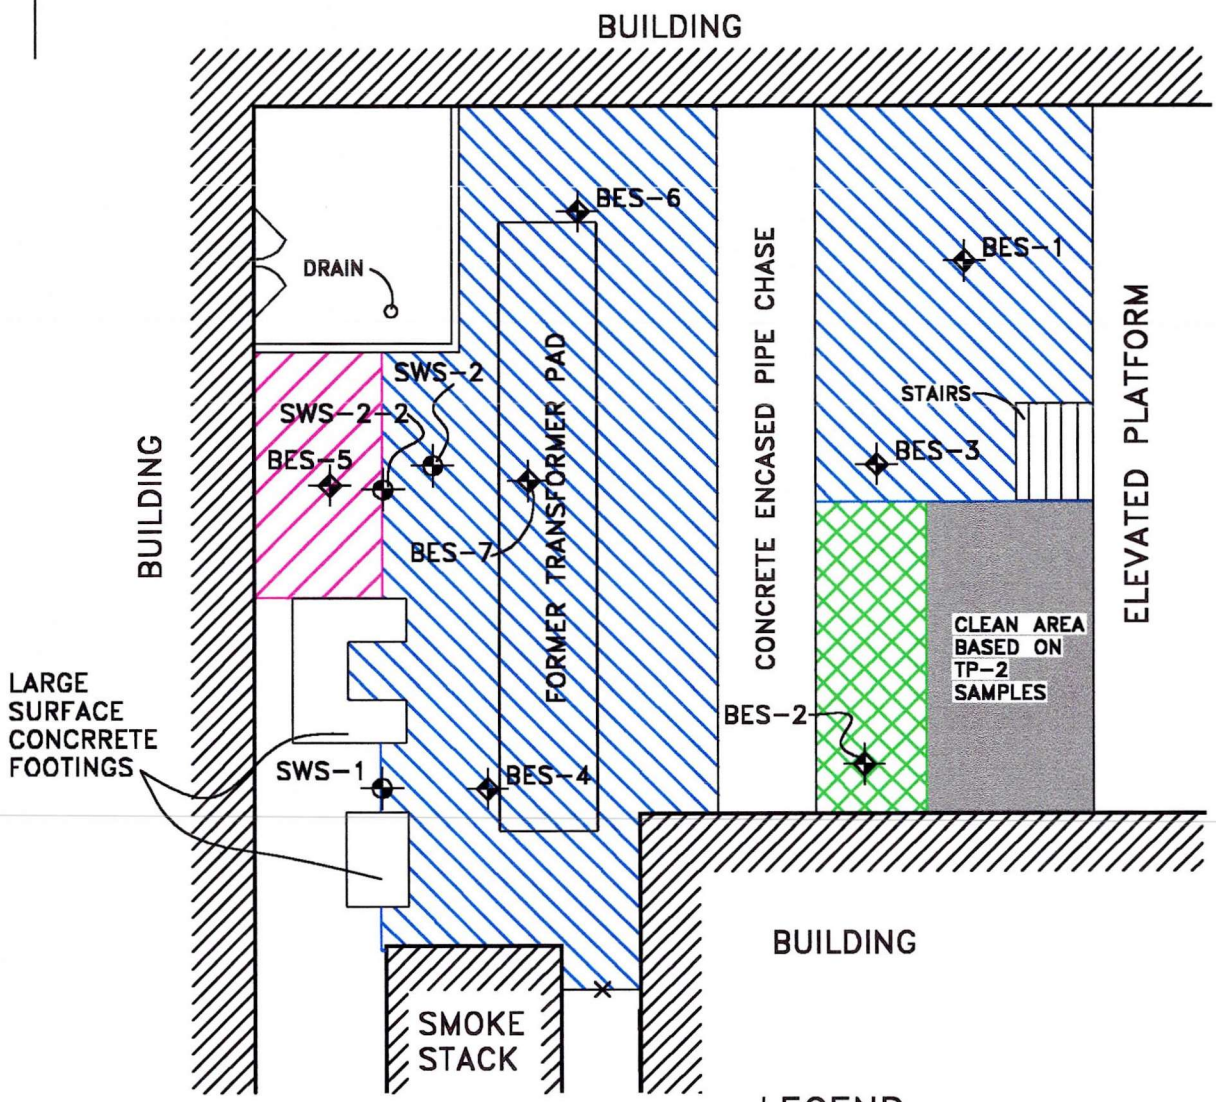 BUILDING
BES-6
BES-1
DRAIN
CONCRETE ENCASED PIPE CHASE
ELEVATED PLATFORM
FORMER TRANSFORMER PAD
SWS-2
STAIRS
SWS-2-2
BES-3
BUILDING
BES-5
BES-7
CLEAN AREA
BASED ON
TP-2
SAMPLES
LARGE
SURFACE
CONCRRETE
FOOTINGS
BES-2
SWS-1
BES-4
BUILDING
SMOKE
STACK
LEGEND